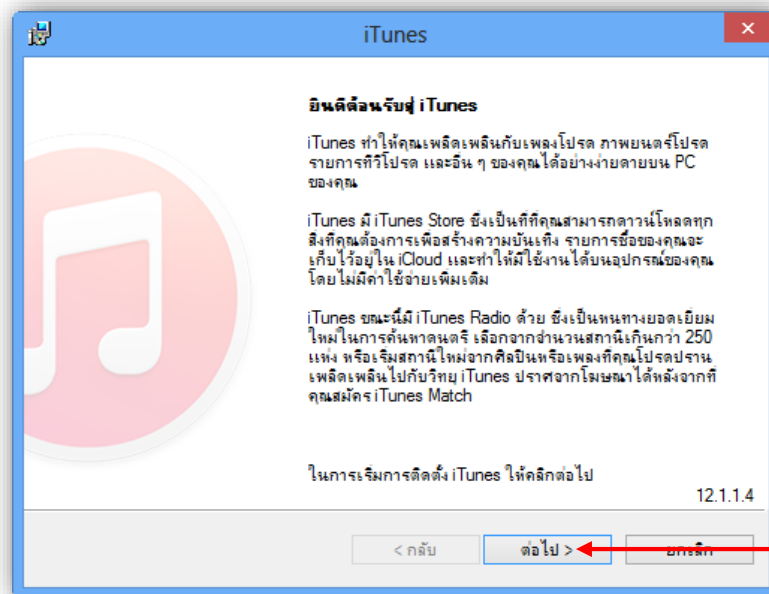 iTunes
ยินดีต้อนรับสู่ iTunes
iTunes ทำให้คุณเพลิดเพลินกับเพลงโปรด ภาพยนตร์โปรด
รายการทีวีโปรด และอื่น ๆ ของคุณได้อย่างง่ายดายบน PC
ของคุณ
iTunes มี iTunes Store ซึ่งเป็นที่ที่คุณสามารถดาวน์โหลดทุก
สิ่งที่คุณต้องการเพื่อสร้างความบันเทิง รายการซื้อของคุณจะ
เก็บไว้อยู่ใน iCloud และทำให้มีใช้งานได้บนอุปกรณ์ของคุณ
โดยไม่มีค่าใช้จ่ายเพิ่มเติม
iTunes ขณะนี้มี iTunes Radio ด้วย ซึ่งเป็นหนทางยอดเยี่ยม
ใหม่ในการค้นหาดนตรี เลือกจากจำนวนสถานีเกินกว่า 250
แห่ง หรือเริ่มสถานีใหม่จากศิลปินหรือเพลงที่คุณโปรดปราน
เพลิดเพลินไปกับวิทยุ iTunes ปราศจากโฆษณาได้หลังจากที่
คุณสมัคร iTunes Match
ในการเริ่มการติดตั้ง iTunes ให้คลิกต่อไป
12.1.1.4
< กลับ
ต่อไป >
ยกเลิก